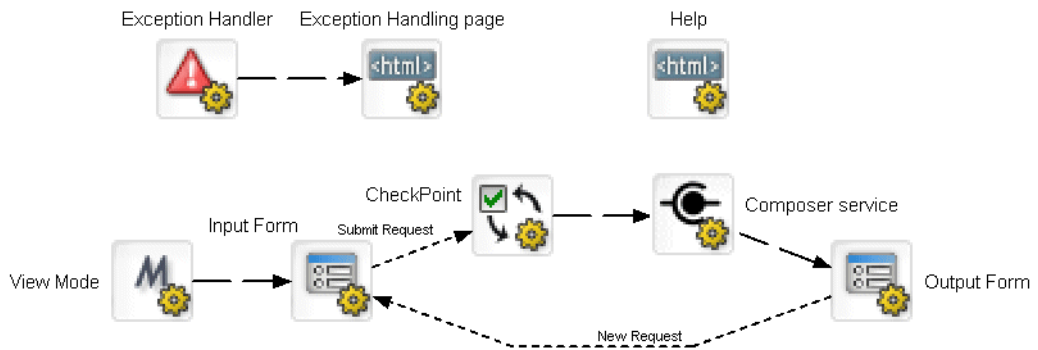 Exception Handler
Exception Handling page
Help
<html>
<html>
CheckPoint
Composer service
Input Form
Submit Request
View Mode
M
Output Form
New Request